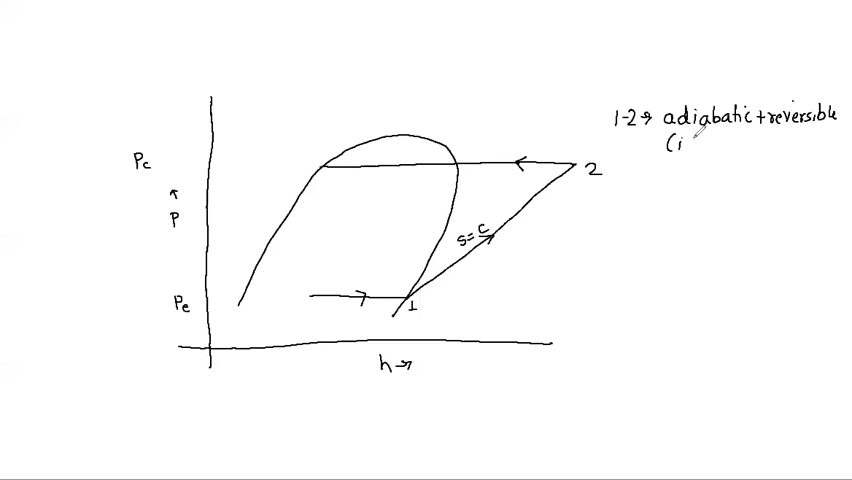 1-2→ adiabatic+reversible
(i
Pc
2
↑
P
s=c
Pe
1
h→